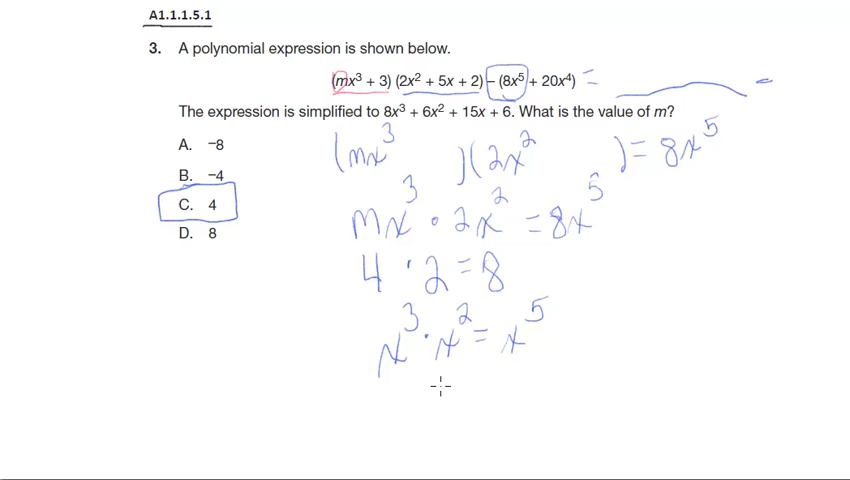 A1.1.1.5.1
3. A polynomial expression is shown below.
(mx³ + 3) (2x² + 5x + 2) – (8x⁵ + 20x⁴) = ______ =
The expression is simplified to 8x³ + 6x² + 15x + 6. What is the value of m?
A. –8
(mx³ )(2x² ) = 8x⁵
B. –4
C. 4
mx³ · 2x² = 8x⁵
D. 8
4 · 2 = 8
x³ · x² = x⁵